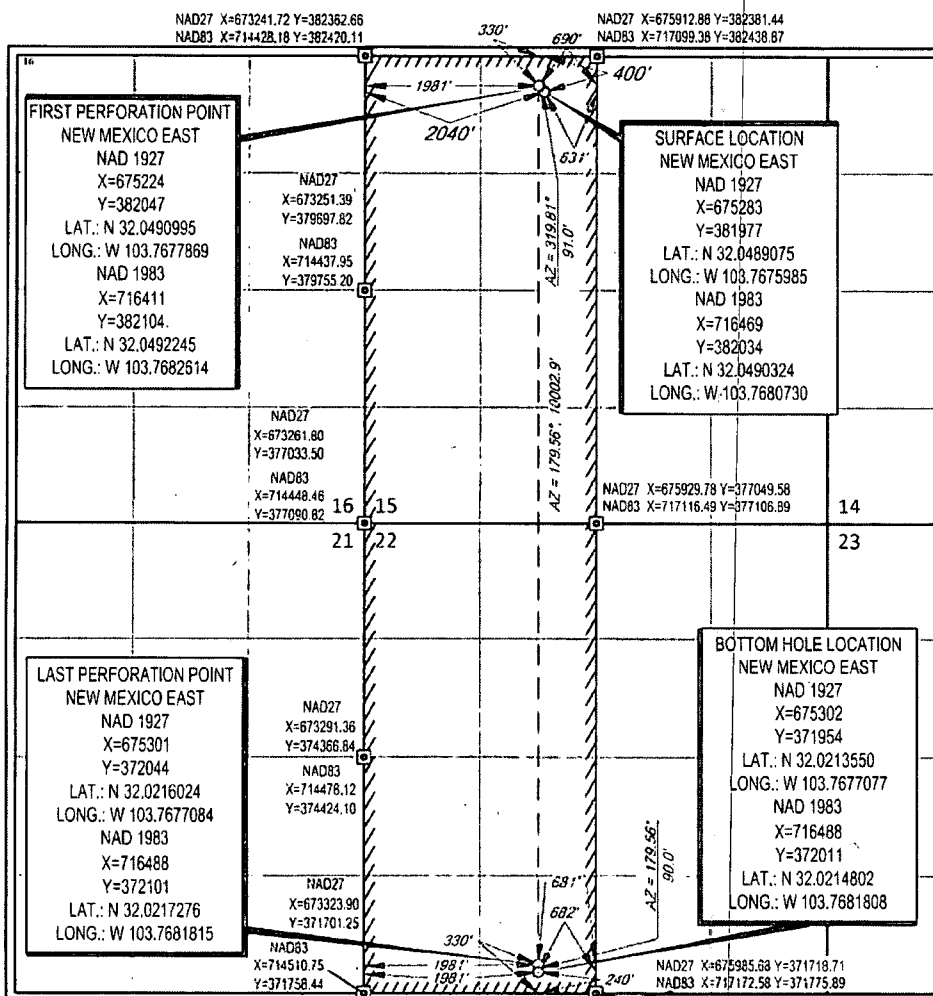 NAD27 X=673241.72 Y=382362.66
NAD83 X=714428.18 Y=382420.11
NAD27 X=675912.88 Y=382381.44
NAD83 X=717099.38 Y=382438.87
330'
690'
16
400'
1981'
2040'
631'
FIRST PERFORATION POINT
NEW MEXICO EAST
NAD 1927
X=675224
Y=382047
LAT.: N 32.0490995
LONG.: W 103.7677869
NAD 1983
X=716411
Y=382104.
LAT.: N 32.0492245
LONG.: W 103.7682614
SURFACE LOCATION
NEW MEXICO EAST
NAD 1927
X=675283
Y=381977
LAT.: N 32.0489075
LONG.: W 103.7675985
NAD 1983
X=716469
Y=382034
LAT.: N 32.0490324
LONG.: W 103.7680730
NAD27
X=673251.39
Y=379697.82
NAD83
X=714437.95
Y=379755.20
AZ = 319.81°
91.0'
AZ = 179.56°, 10002.9'
NAD27
X=673261.80
Y=377033.50
NAD83
X=714448.46
Y=377090.82
NAD27 X=675929.78 Y=377049.58
NAD83 X=717116.49 Y=377106.89
16 15
14
21 22
23
LAST PERFORATION POINT
NEW MEXICO EAST
NAD 1927
X=675301
Y=372044
LAT.: N 32.0216024
LONG.: W 103.7677084
NAD 1983
X=716488
Y=372101
LAT.: N 32.0217276
LONG.: W 103.7681815
NAD27
X=673291.36
Y=374366.84
NAD83
X=714478.12
Y=374424.10
BOTTOM HOLE LOCATION
NEW MEXICO EAST
NAD 1927
X=675302
Y=371954
LAT.: N 32.0213550
LONG.: W 103.7677077
NAD 1983
X=716488
Y=372011
LAT.: N 32.0214802
LONG.: W 103.7681808
AZ = 179.56°
90.0'
681'
682'
NAD27
X=673323.90
Y=371701.25
NAD83
X=714510.75
Y=371758.44
330'
1981'
1981'
240'
NAD27 X=675985.68 Y=371718.71
NAD83 X=717172.58 Y=371775.89